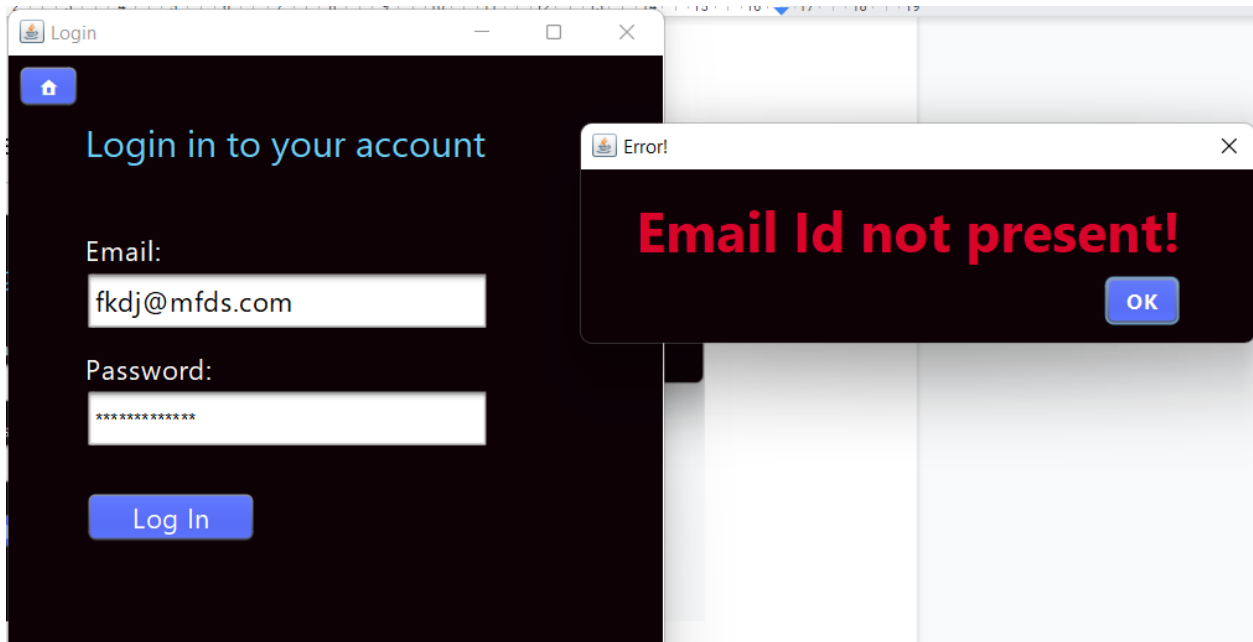 Login
Login in to your account
Email:
fkdj@mfds.com
Password:
*************
Log In
Error!
Email Id not present!
OK